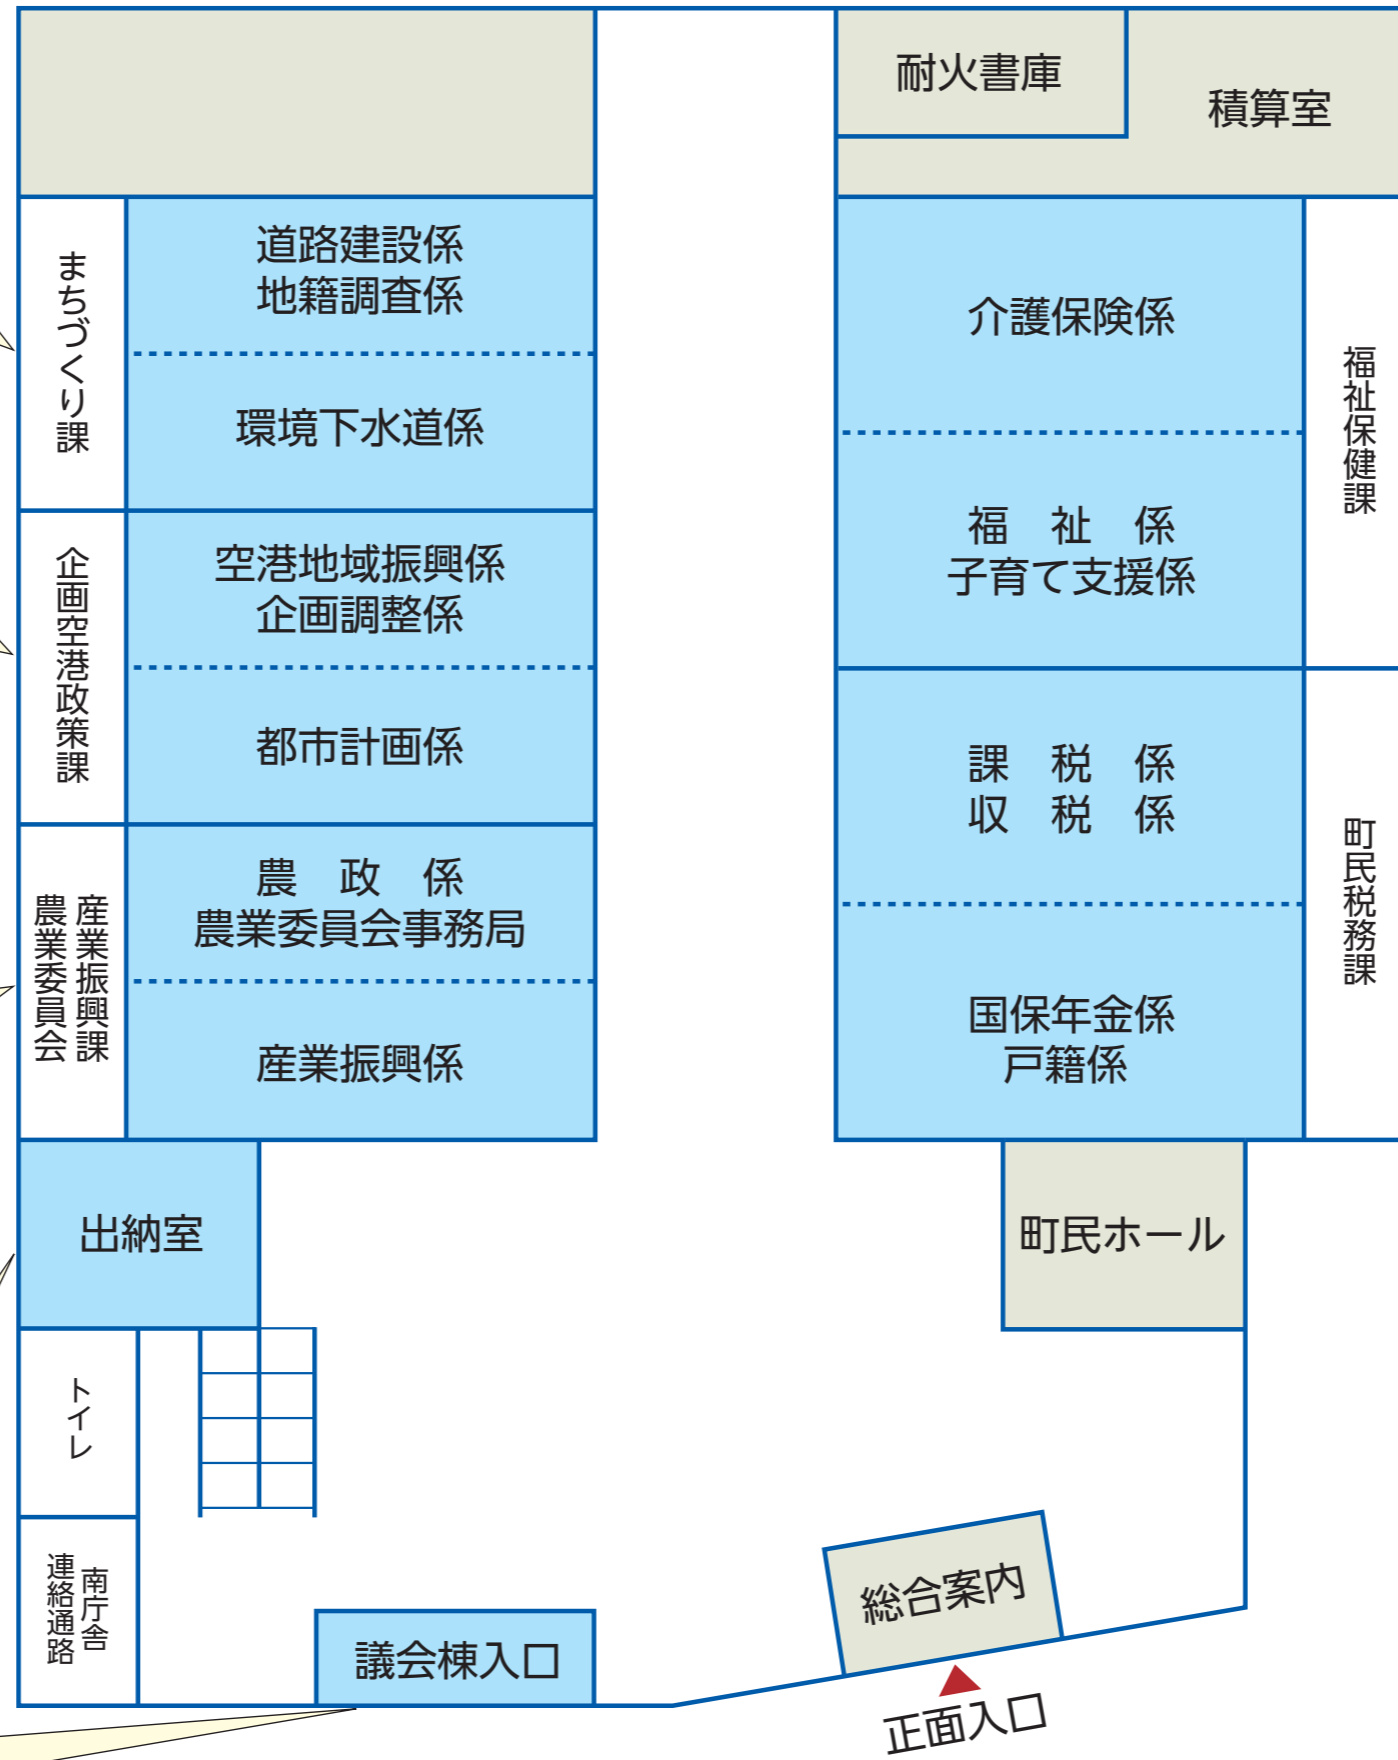 耐火書庫
積算室
まちづくり課
道路建設係
地籍調査係
環境下水道係
企画空港政策課
空港地域振興係
企画調整係
都市計画係
産業振興課
農業委員会
農　政　係
農業委員会事務局
産業振興係
出納室
トイレ
南庁舎
連絡通路
議会棟入口
介護保険係
福　祉　係
子育て支援係
福祉保健課
課　税　係
収　税　係
国保年金係
戸籍係
町民税務課
町民ホール
総合案内
正面入口